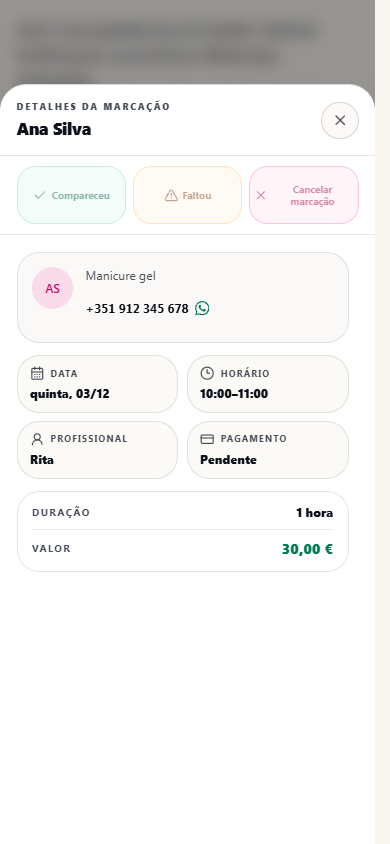 DETALHES DA MARCAÇÃO
Ana Silva
Compareceu
Faltou
Cancelar
marcação
AS
Manicure gel
+351 912 345 678
DATA
quinta, 03/12
HORÁRIO
10:00–11:00
PROFISSIONAL
Rita
PAGAMENTO
Pendente
DURAÇÃO
1 hora
VALOR
30,00 €